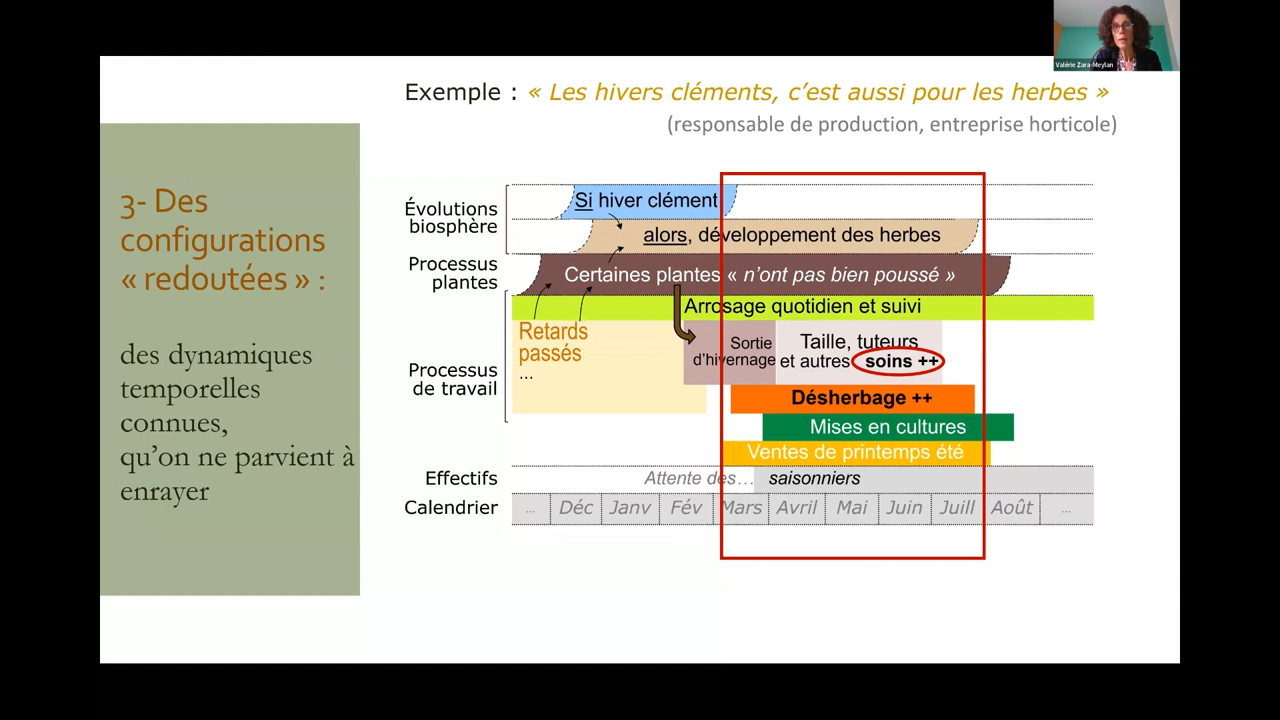 Valérie Zara-Meylan
Exemple : « Les hivers cléments, c'est aussi pour les herbes »
(responsable de production, entreprise horticole)
3- Des
configurations
« redoutées » :
des dynamiques
temporelles
connues,
qu'on ne parvient à
enrayer
Évolutions
biosphère
Si hiver clément
alors, développement des herbes
Processus
plantes
Certaines plantes « n'ont pas bien poussé »
Processus
de travail
Arrosage quotidien et suivi
Retards
passés
...
Sortie
d'hivernage
Taille, tuteurs
et autres soins ++
Désherbage ++
Mises en cultures
Ventes de printemps été
Effectifs
Attente des… saisonniers
Calendrier
... Déc Janv Fév Mars Avril Mai Juin Juill Août ...